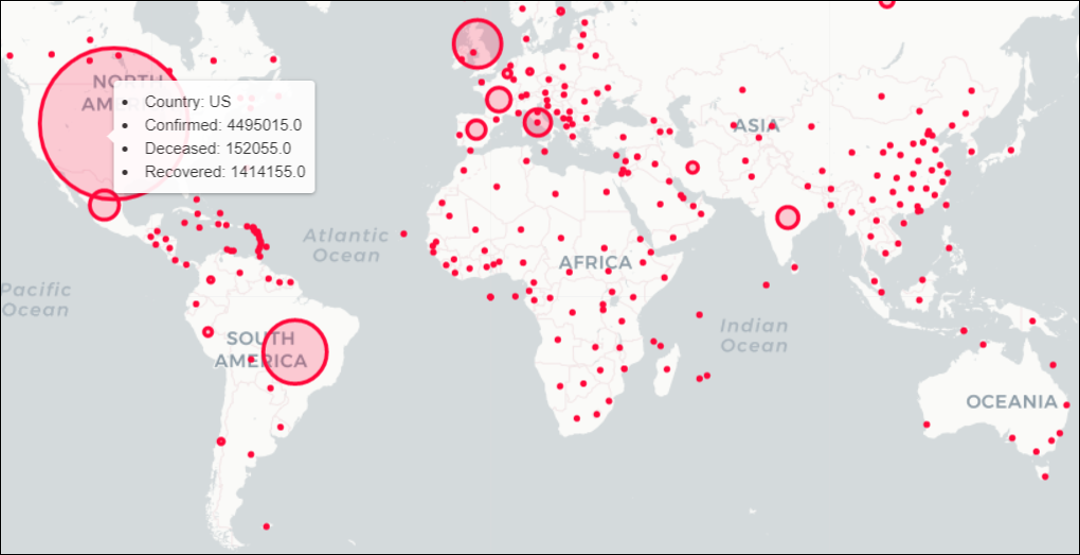 NORTH
AM
• Country: US
• Confirmed: 4495015.0
• Deceased: 152055.0
• Recovered: 1414155.0
ASIA
Atlantic
Ocean
AFRICA
Pacific
Ocean
SOUTH
AMERICA
Indian
Ocean
OCEANIA